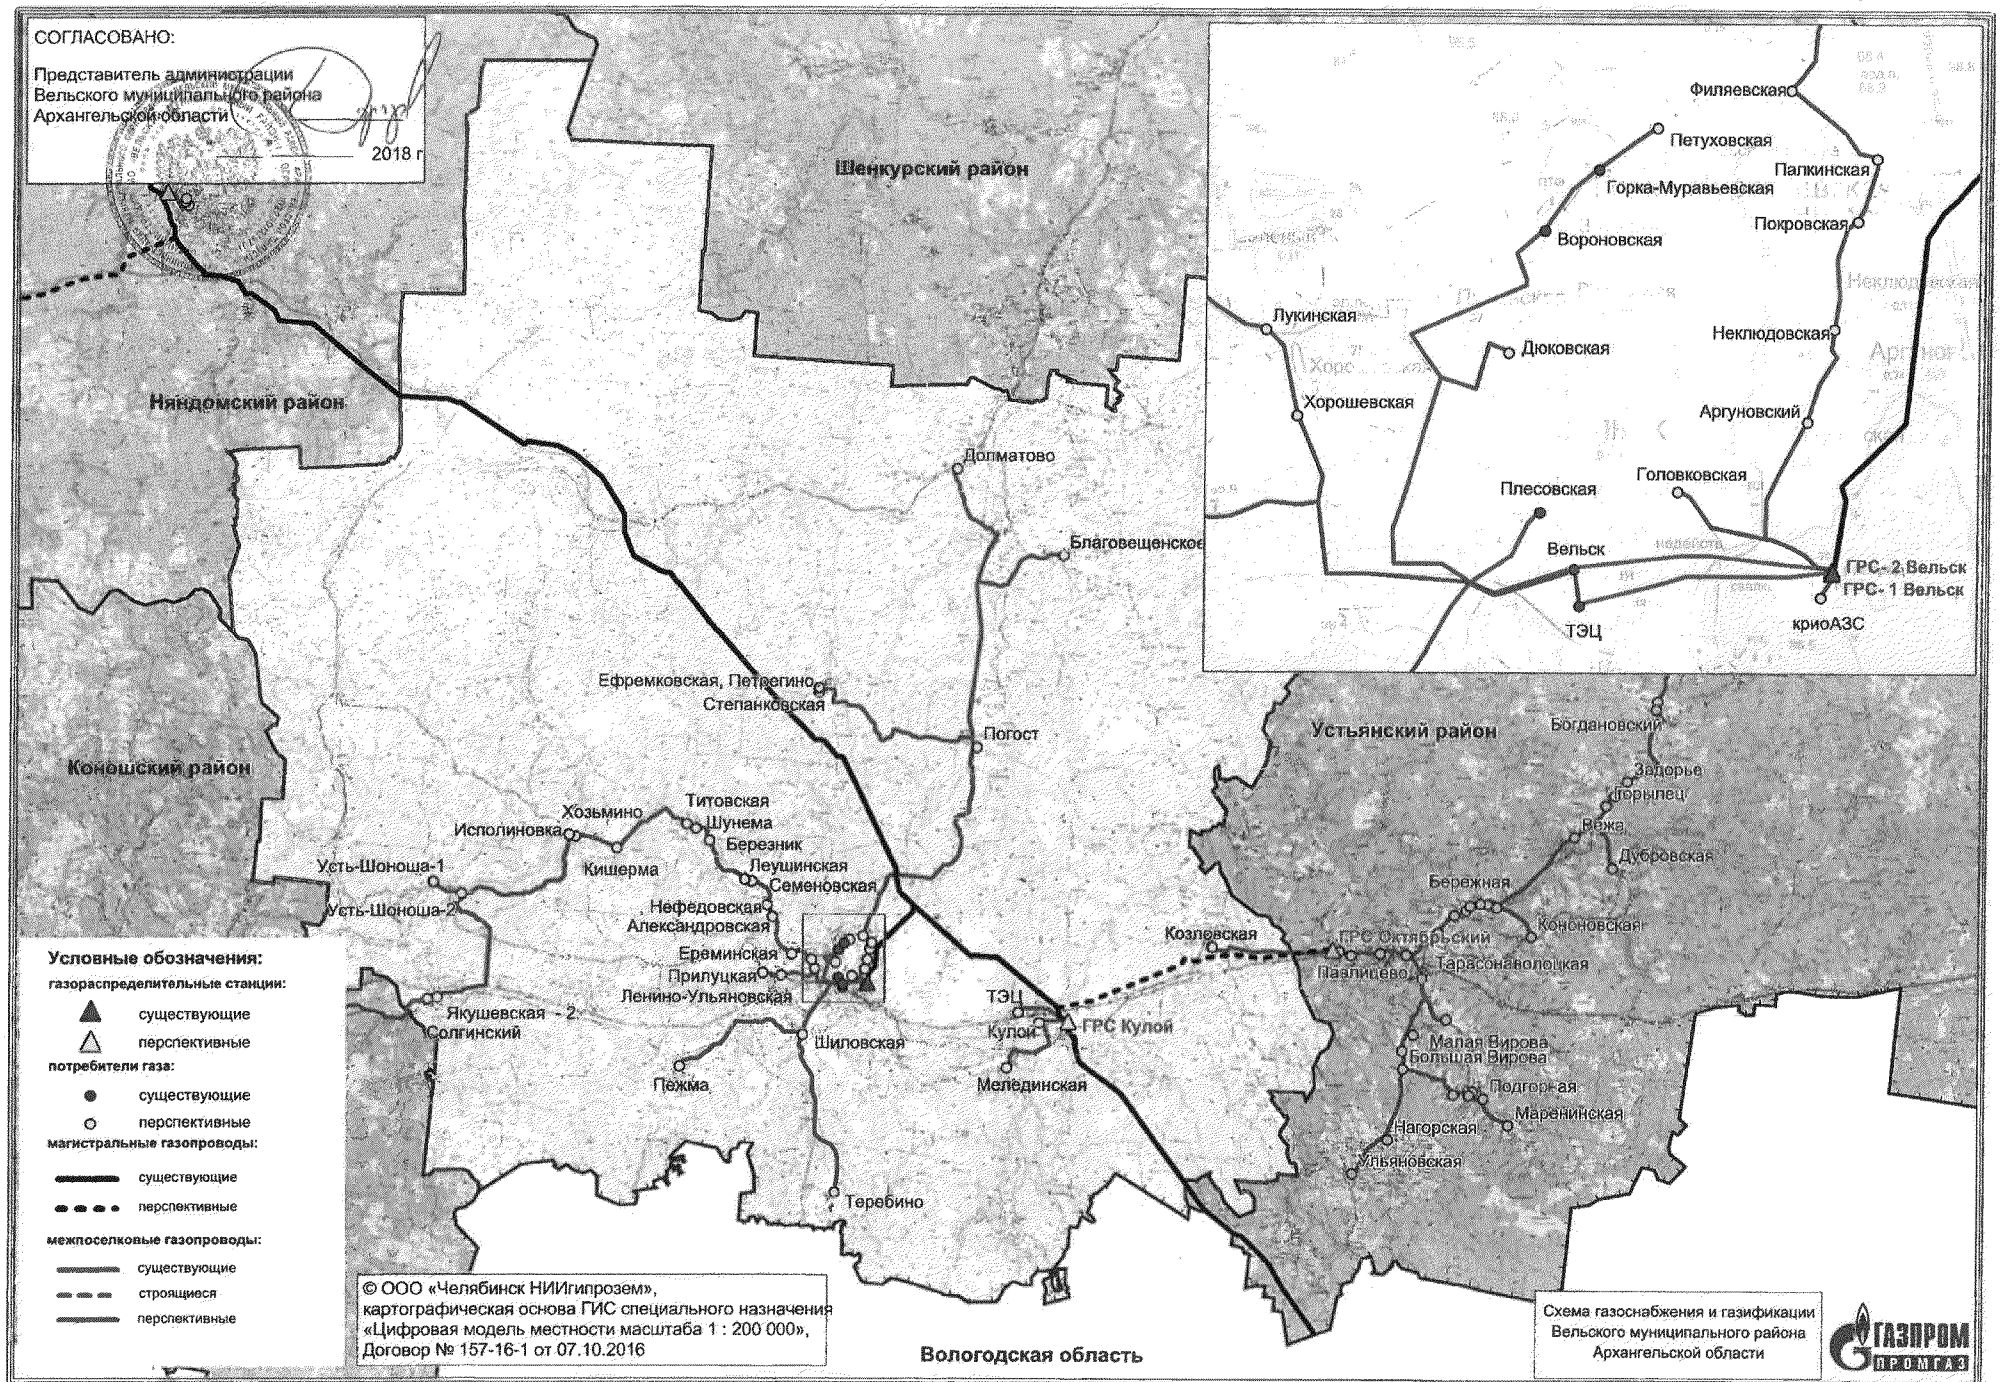 СОГЛАСОВАНО:
Представитель администрации
Вельского муниципального района
Архангельской области
2018 г
Шенкурский район
Няндомский район
Коношский район
Устьянский район
Вологодская область
Филяевская
Петуховская
Палкинская
Горка-Муравьевская
Покровская
Вороновская
Лукинская
Дюковская
Неклюдовская
Хорошевская
Аргуновский
Головковская
Плесовская
Вельск
ГРС- 2 Вельск
ГРС- 1 Вельск
криоАЗС
ТЭЦ
Долматово
Благовещенское
Ефремковская, Петрегино
Степанковская
Погост
Титовская
Хозьмино
Шунема
Исполиновка
Березник
Кишерма
Леушинская
Усть-Шоноша-1
Семеновская
Усть-Шоноша-2
Нефедовская
Александровская
Ереминская
Прилуцкая
Ленино-Ульяновская
Якушевская - 2
Солгинский
Шиловская
Пежма
Теребино
ТЭЦ
Кулой
ГРС Кулой
Мелединская
Козловская
Богдановский
Задорье
Горылец
Вежа
Дубровская
Бережная
Кононовская
ГРС Октябрьский
Павлицево
Тарасонаволоцкая
Малая Вирова
Большая Вирова
Подгорная
Маренинская
Нагорская
Ульяновская
Условные обозначения:
газораспределительные станции:
существующие
перспективные
потребители газа:
существующие
перспективные
магистральные газопроводы:
существующие
перспективные
межпоселковые газопроводы:
существующие
строящиеся
перспективные
© ООО «Челябинск НИИгипрозем»,
картографическая основа ГИС специального назначения
«Цифровая модель местности масштаба 1 : 200 000»,
Договор № 157-16-1 от 07.10.2016
Схема газоснабжения и газификации
Вельского муниципального района
Архангельской области
ГАЗПРОМ
ПРОМГАЗ